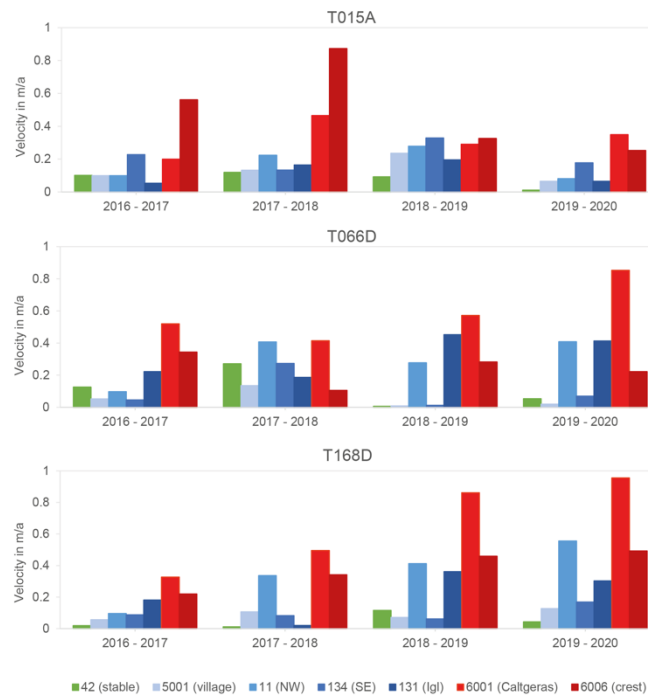 T015A
Velocity in m/a
1
0.8
0.6
0.4
0.2
0
2016 - 2017 2017 - 2018 2018 - 2019 2019 - 2020
T066D
Velocity in m/a
1
0.8
0.6
0.4
0.2
0
2016 - 2017 2017 - 2018 2018 - 2019 2019 - 2020
T168D
Velocity in m/a
1
0.8
0.6
0.4
0.2
0
2016 - 2017 2017 - 2018 2018 - 2019 2019 - 2020
42 (stable) 5001 (village) 11 (NW) 134 (SE) 131 (Igl) 6001 (Caltgeras) 6006 (crest)